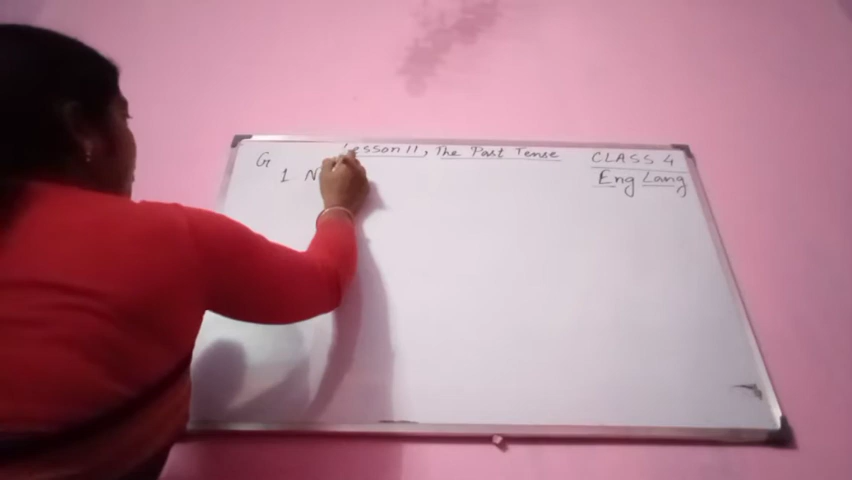 Lesson 11, The Past Tense
CLASS 4
Eng Lang
G
1 N